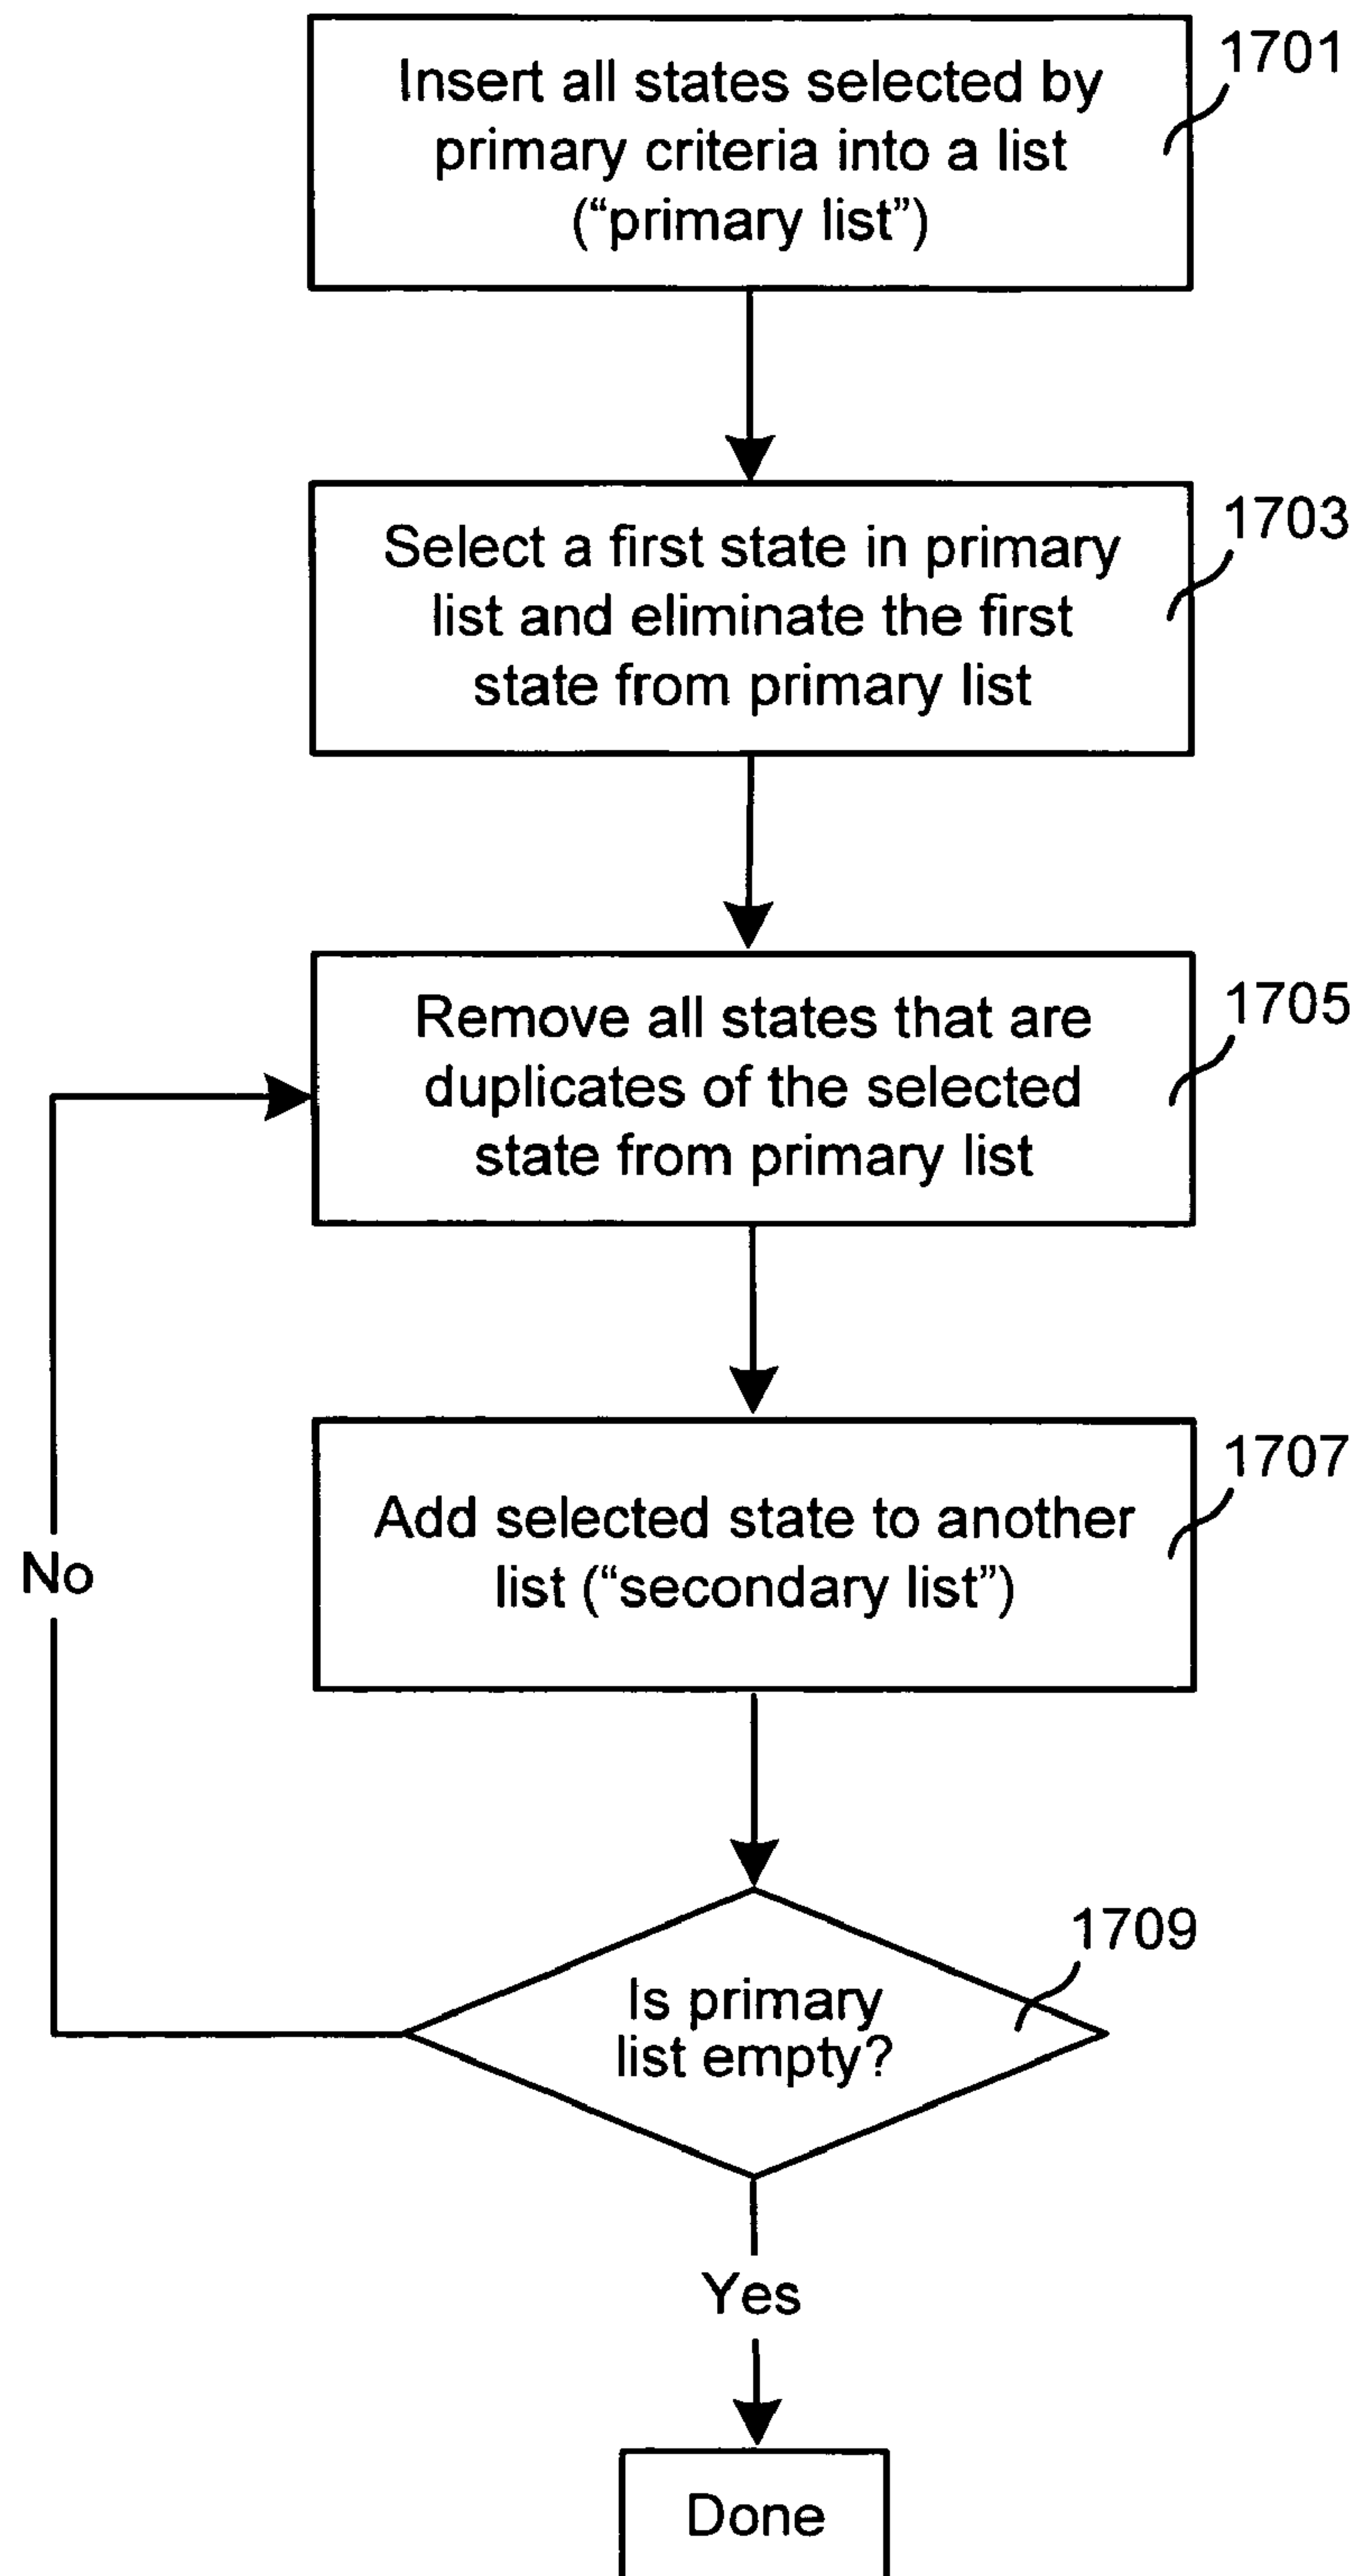 1701
Insert all states selected by
primary criteria into a list
(“primary list”)
1703
Select a first state in primary
list and eliminate the first
state from primary list
1705
Remove all states that are
duplicates of the selected
state from primary list
1707
Add selected state to another
list (“secondary list”)
No
1709
Is primary
list empty?
Yes
Done